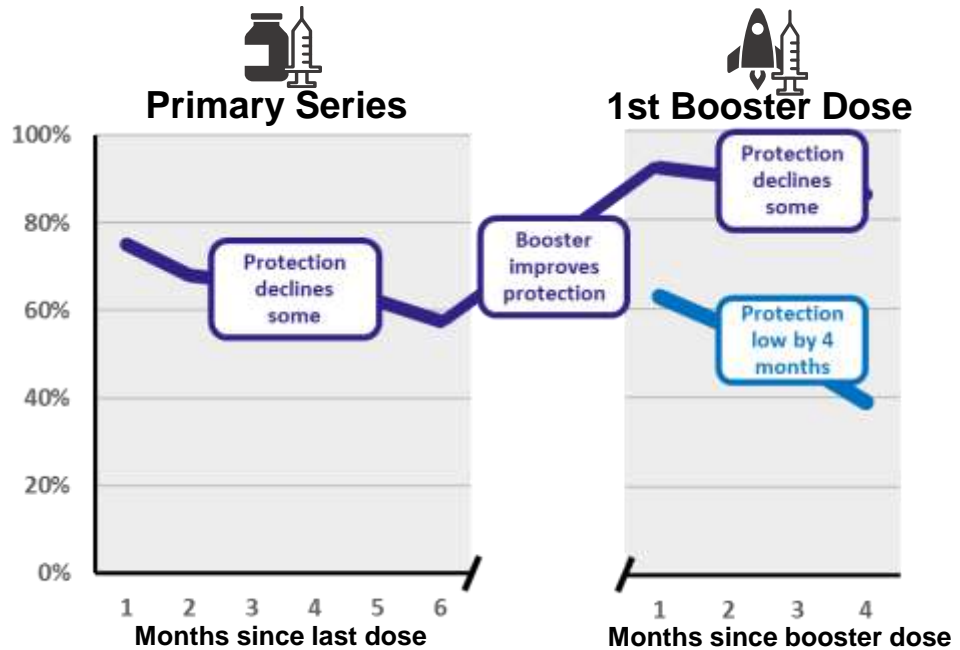 Primary Series
1st Booster Dose
100%
80%
60%
40%
20%
0%
Protection
declines
some
Booster
improves
protection
Protection
declines
some
Protection
low by 4
months
1 2 3 4 5 6
Months since last dose
1 2 3 4
Months since booster dose